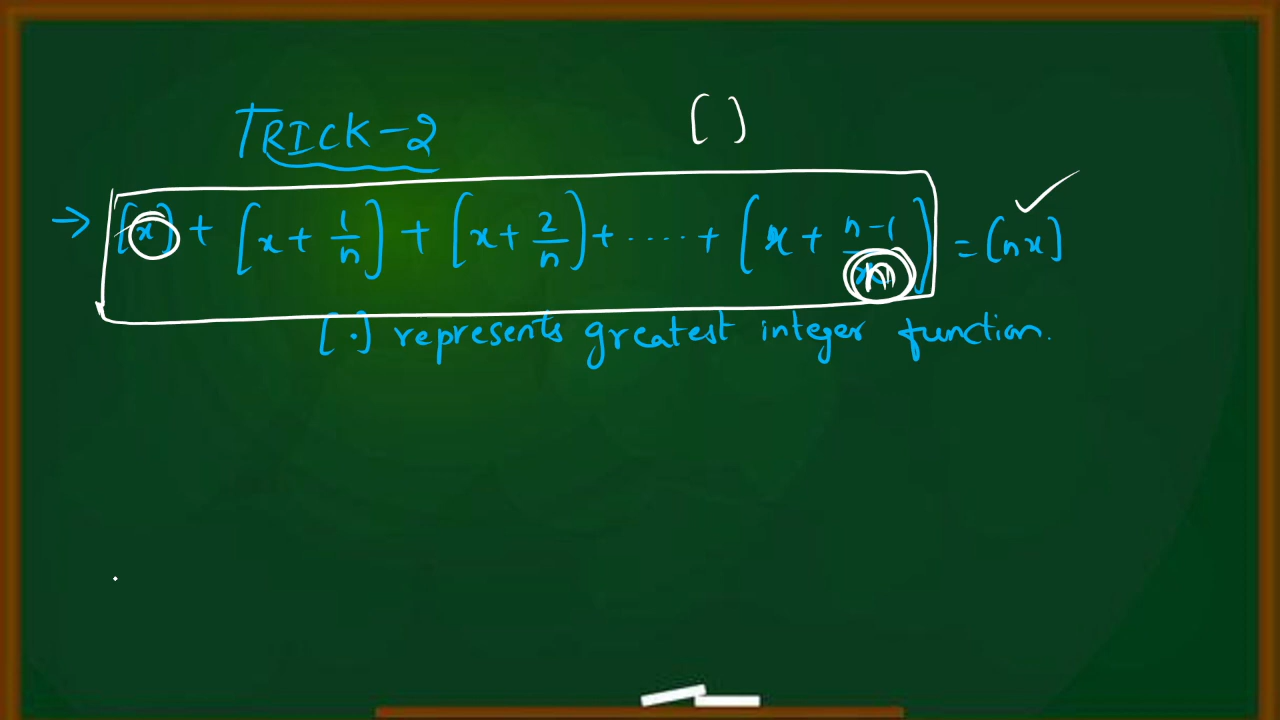 TRICK-2 [ ]
→ [x] + [x + 1/n] + [x + 2/n] + ..... + [x + n-1/n] = [nx] ✓
[.] represents greatest integer function.